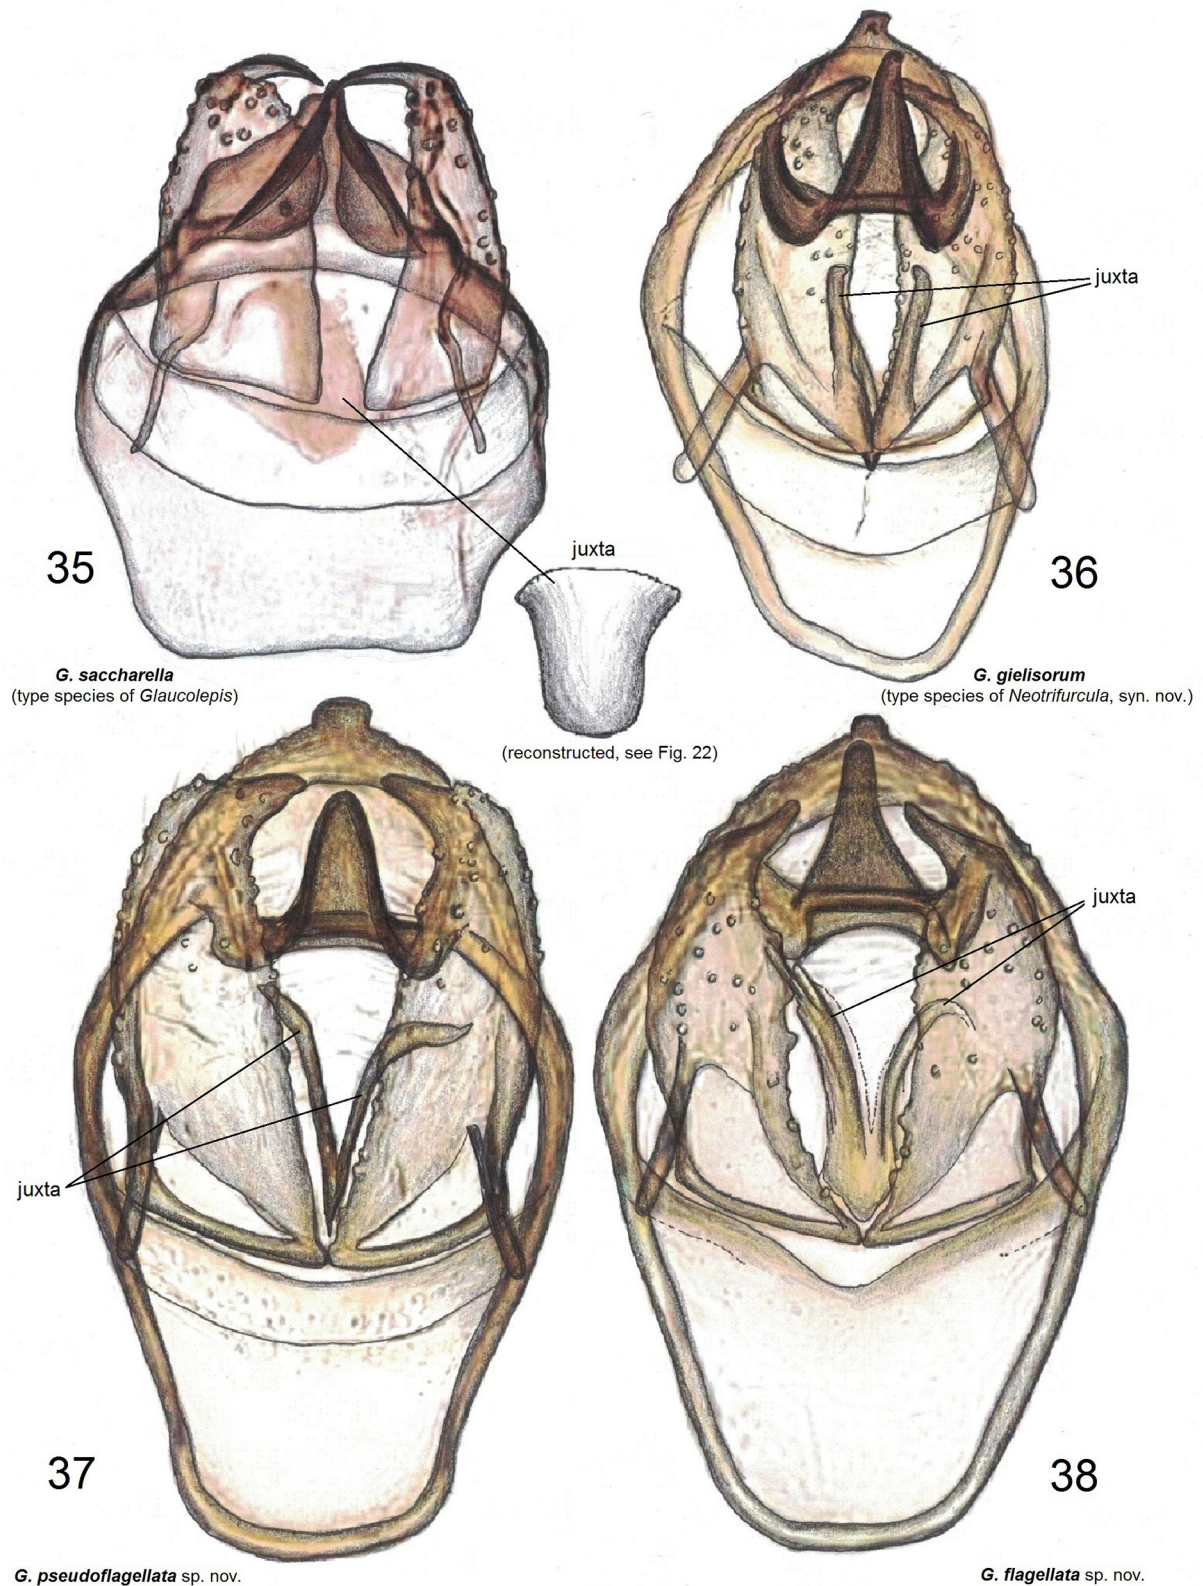 juxta
35
juxta
36
G. saccharella
(type species of Glaucolepis)
G. gielisorum
(type species of Neotrifurcula, syn. nov.)
(reconstructed, see Fig. 22)
juxta
juxta
37
38
G. pseudoflagellata sp. nov.
G. flagellata sp. nov.